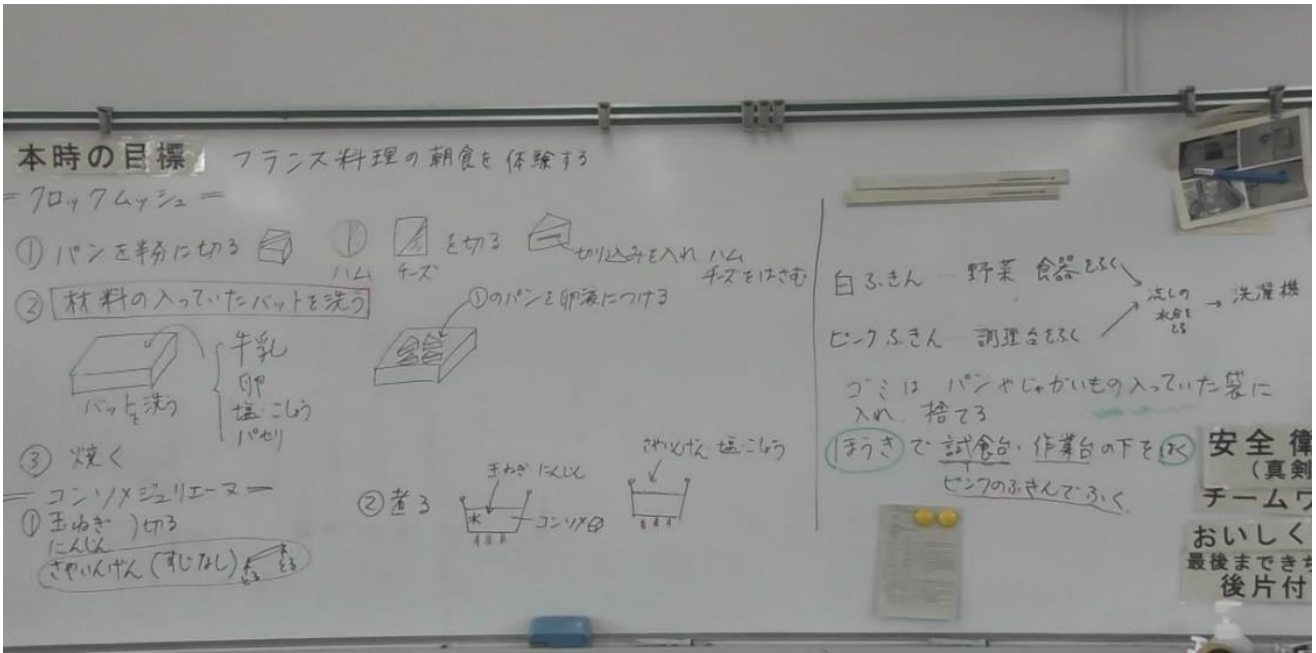 本時の目標 フランス料理の朝食を体験する
＝クロックムッシュ＝
① パンを半分に切る
ハム
チーズ
を切る
切り込みを入れ ハム
チーズをはさむ
② 材料の入っていたバットを洗う
バットを洗う
牛乳
卵
塩・こしょう
パセリ
①のパンを卵液につける
③ 焼く
＝コンソメジュリエーヌ＝
① 玉ねぎ
にんじん
切る
さやいんげん(すじなし)
とる
とる
② 煮る
玉ねぎ にんじん
水
コンソメ
さやいんげん 塩・こしょう
白ふきん 野菜 食器をふく
ピンクふきん 調理台をふく
流しの
水分を
とる
→ 洗濯機
ゴミは パンやじゃがいもの入っていた袋に
入れ 捨てる
ほうきで 試食台・作業台の下をはく
ピンクのふきんでふく
安全 衛
(真剣
チームワ
おいしく
最後まできち
後片付